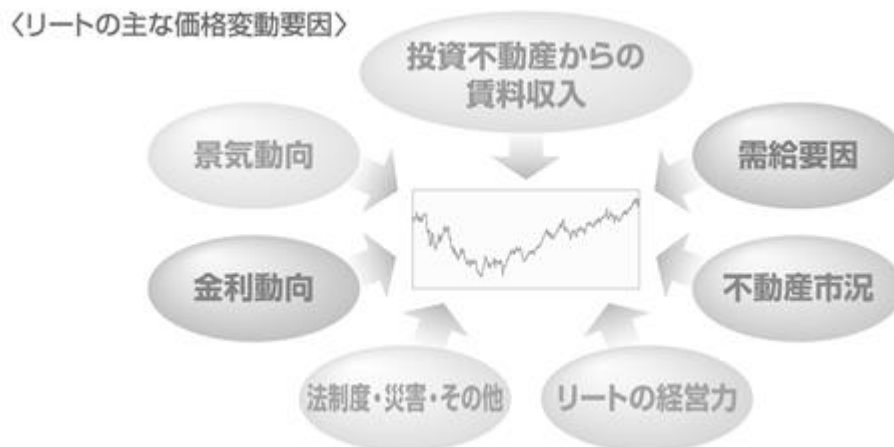 〈リートの主な価格変動要因〉
投資不動産からの
賃料収入
景気動向
需給要因
金利動向
不動産市況
法制度・災害・その他
リートの経営力